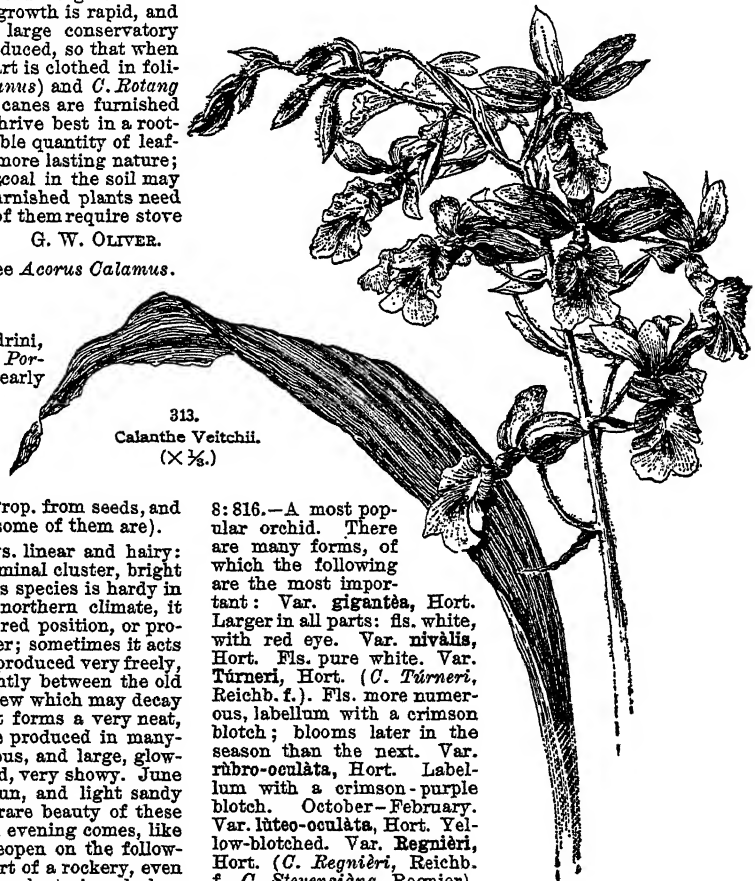 growth is rapid, and
large conservatory
duced, so that when
rt is clothed in foli-
nus) and C. Rotang
canes are furnished
hrive best in a root-
ble quantity of leaf-
more lasting nature;
coal in the soil may
rnished plants need
of them require stove
G. W. OLIVER.
ee Acorus Calamus.
drini,
Por-
early
313.
Calanthe Veitchii.
(× ⅛.)
Prop. from seeds, and
some of them are).
s. linear and hairy:
minal cluster, bright
s species is hardy in
northern climate, it
red position, or pro-
er; sometimes it acts
produced very freely,
ntly between the old
ew which may decay
t forms a very neat,
e produced in many-
ous, and large, glow-
d, very showy. June
un, and light sandy
rare beauty of these
evening comes, like
eopen on the follow-
rt of a rockery, even
8:816.—A most pop-
ular orchid. There
are many forms, of
which the following
are the most impor-
tant: Var. gigantèa, Hort.
Larger in all parts: fls. white,
with red eye. Var. nivàlis,
Hort. Fls. pure white. Var.
Túrneri, Hort. (C. Túrneri,
Reichb. f.). Fls. more numer-
ous, labellum with a crimson
blotch; blooms later in the
season than the next. Var.
rùbro-oculàta, Hort. Label-
lum with a crimson-purple
blotch. October–February.
Var. lùteo-oculàta, Hort. Yel-
low-blotched. Var. Regnièri,
Hort. (C. Regnièri, Reichb.